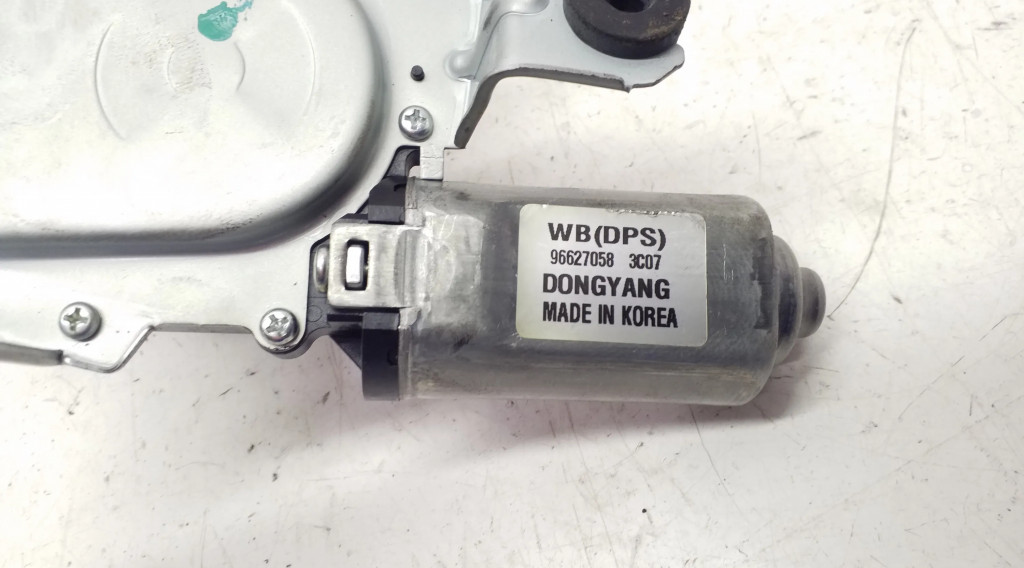 WB(DPS)
96627058 3C07
DONGYANG
MADE IN KOREA